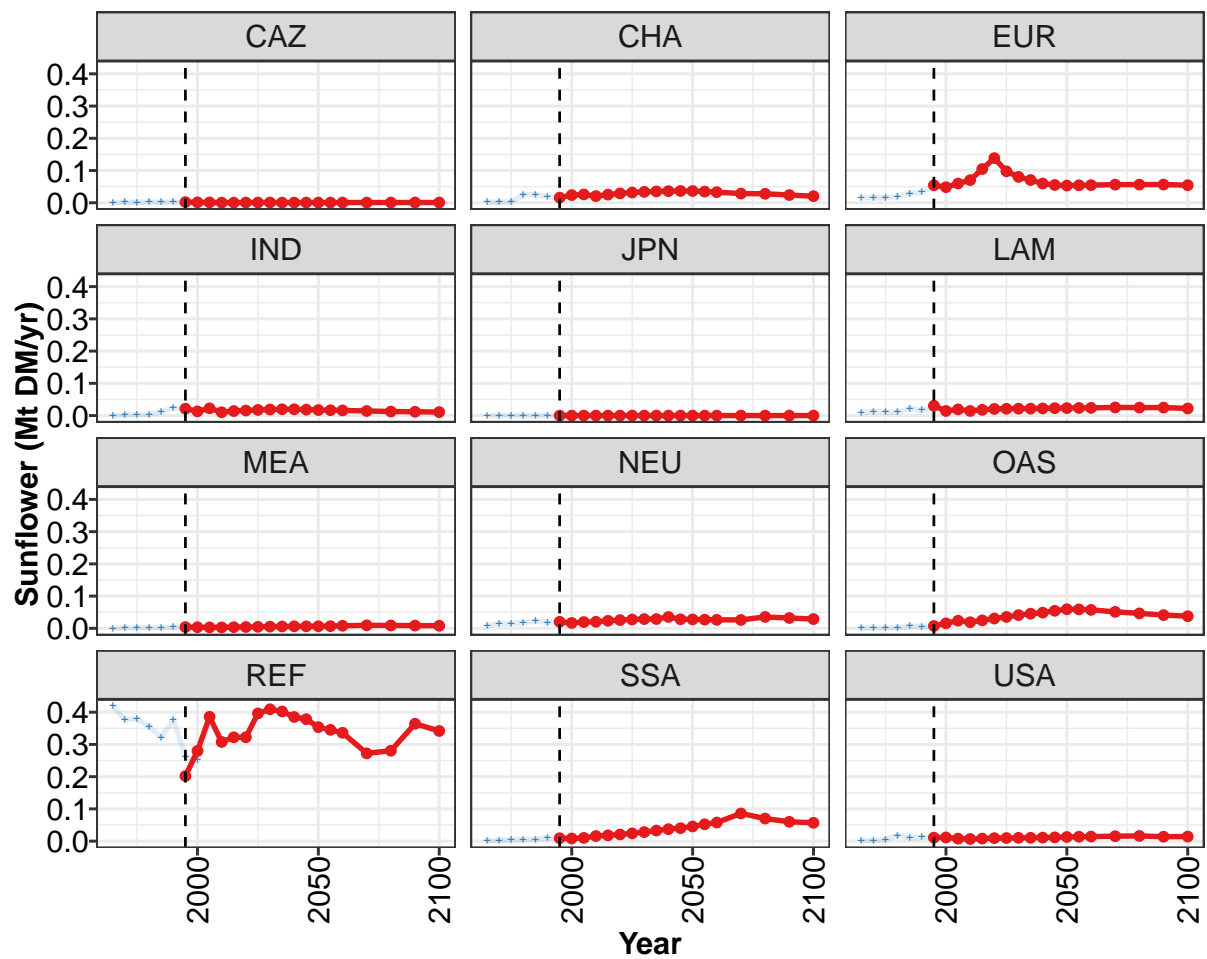 CAZ CHA EUR
0.4
0.3
0.2
0.1
0.0
IND JPN LAM
0.4
0.3
0.2
0.1
0.0
MEA NEU OAS
0.4
0.3
0.2
0.1
0.0
REF SSA USA
0.4
0.3
0.2
0.1
0.0
2000 2050 2100 2000 2050 2100 2000 2050 2100
Year
Sunflower (Mt DM/yr)